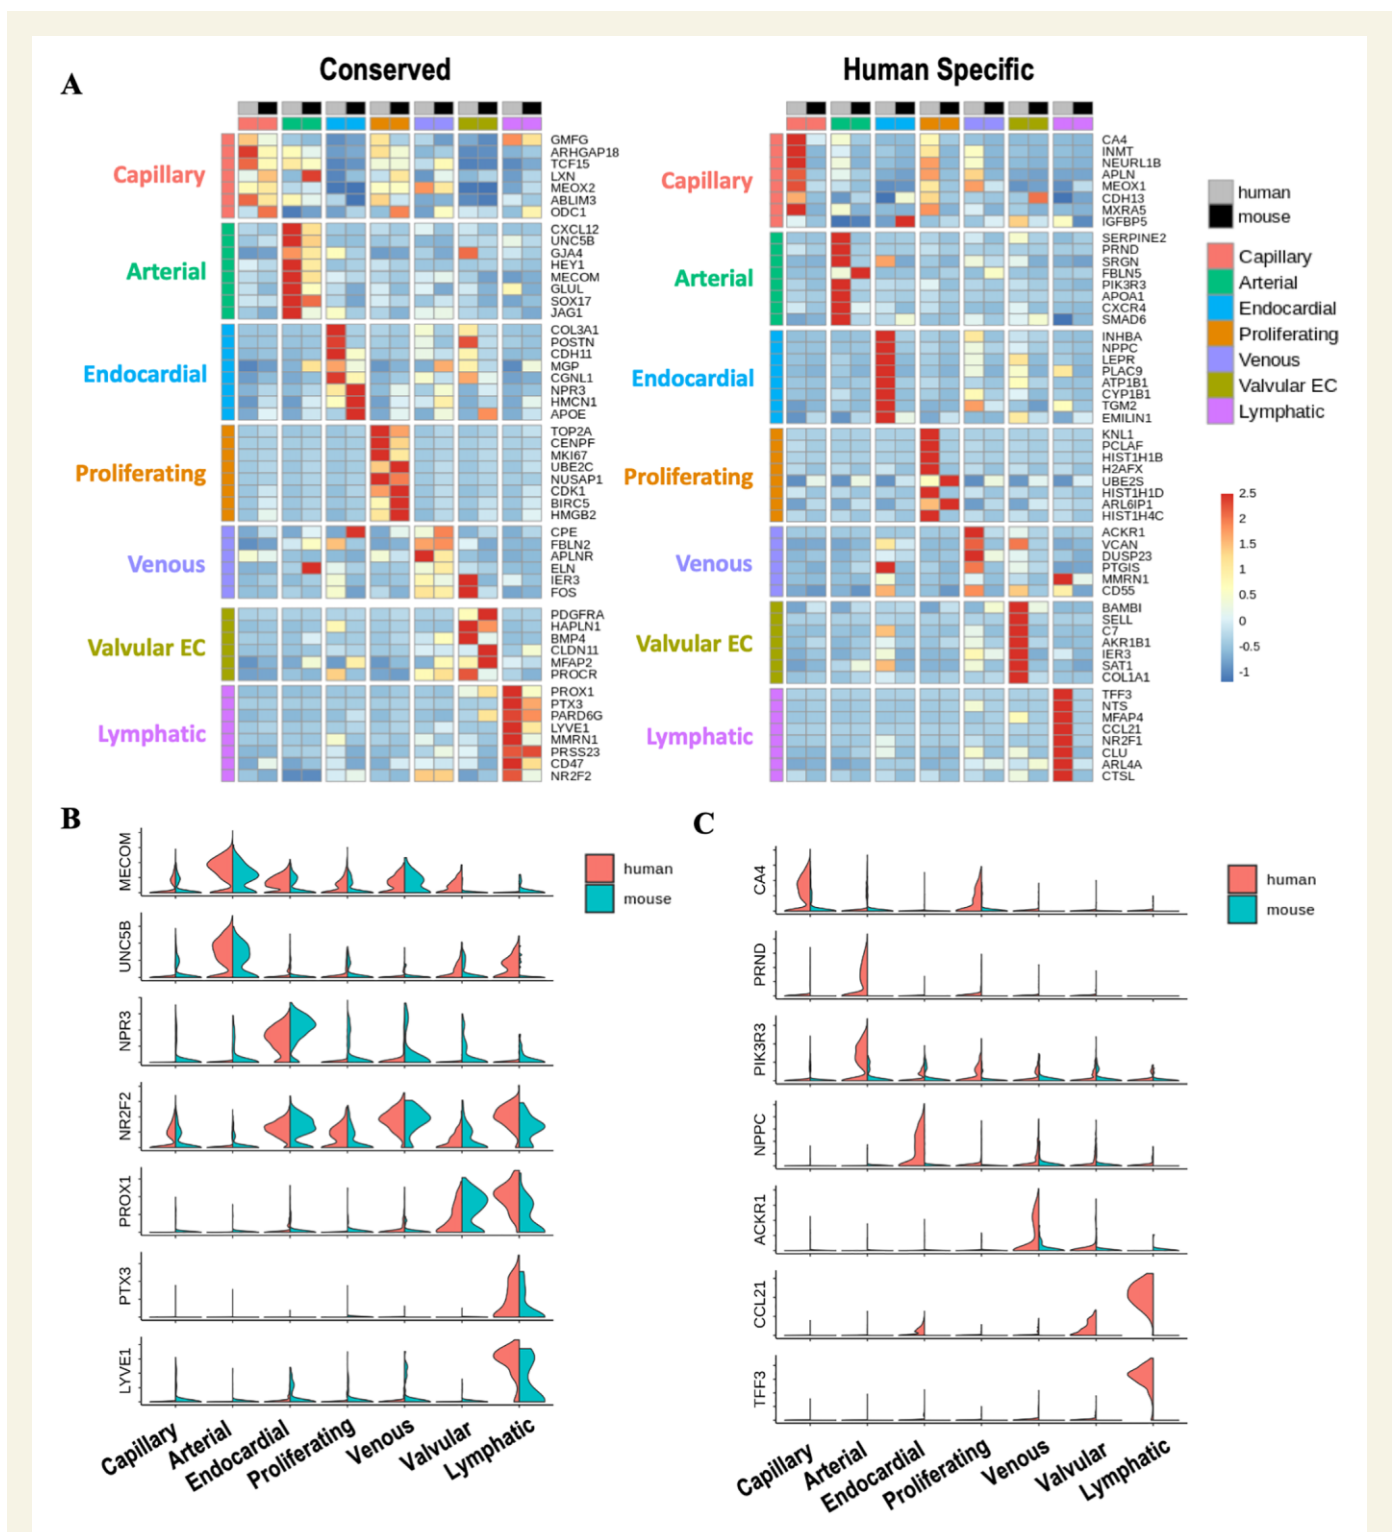 A
Conserved
Human Specific
Capillary
GMFG
ARHGAP18
TCF15
LXN
MEOX2
ABLIM3
ODC1
Arterial
CXCL12
UNC5B
GJA4
HEY1
MECOM
GLUL
SOX17
JAG1
Endocardial
COL3A1
POSTN
CDH11
MGP
CGNL1
NPR3
HMCN1
APOE
Proliferating
TOP2A
CENPF
MKI67
UBE2C
NUSAP1
CDK1
BIRC5
HMGB2
Venous
CPE
FBLN2
APLNR
ELN
IER3
FOS
Valvular EC
PDGFRA
HAPLN1
BMP4
CLDN11
MFAP2
PROCR
Lymphatic
PROX1
PTX3
PARD6G
LYVE1
MMRN1
PRSS23
CD47
NR2F2
Capillary
CA4
INMT
NEURL1B
APLN
MEOX1
CDH13
MXRA5
IGFBP5
Arterial
SERPINE2
PRND
SRGN
FBLN5
PIK3R3
APOA1
CXCR4
SMAD6
Endocardial
INHBA
NPPC
LEPR
PLAC9
ATP1B1
CYP1B1
TGM2
EMILIN1
Proliferating
KNL1
PCLAF
HIST1H1B
H2AFX
UBE2S
HIST1H1D
ARL6IP1
HIST1H4C
Venous
ACKR1
VCAN
DUSP23
PTGIS
MMRN1
CD55
Valvular EC
BAMBI
SELL
C7
AKR1B1
IER3
SAT1
COL1A1
Lymphatic
TFF3
NTS
MFAP4
CCL21
NR2F1
CLU
ARL4A
CTSL
human
mouse
Capillary
Arterial
Endocardial
Proliferating
Venous
Valvular EC
Lymphatic
2.5
2
1.5
1
0.5
0
-0.5
-1
B
MECOM
UNC5B
NPR3
NR2F2
PROX1
PTX3
LYVE1
human
mouse
Capillary
Arterial
Endocardial
Proliferating
Venous
Valvular
Lymphatic
C
CA4
PRND
PIK3R3
NPPC
ACKR1
CCL21
TFF3
human
mouse
Capillary
Arterial
Endocardial
Proliferating
Venous
Valvular
Lymphatic